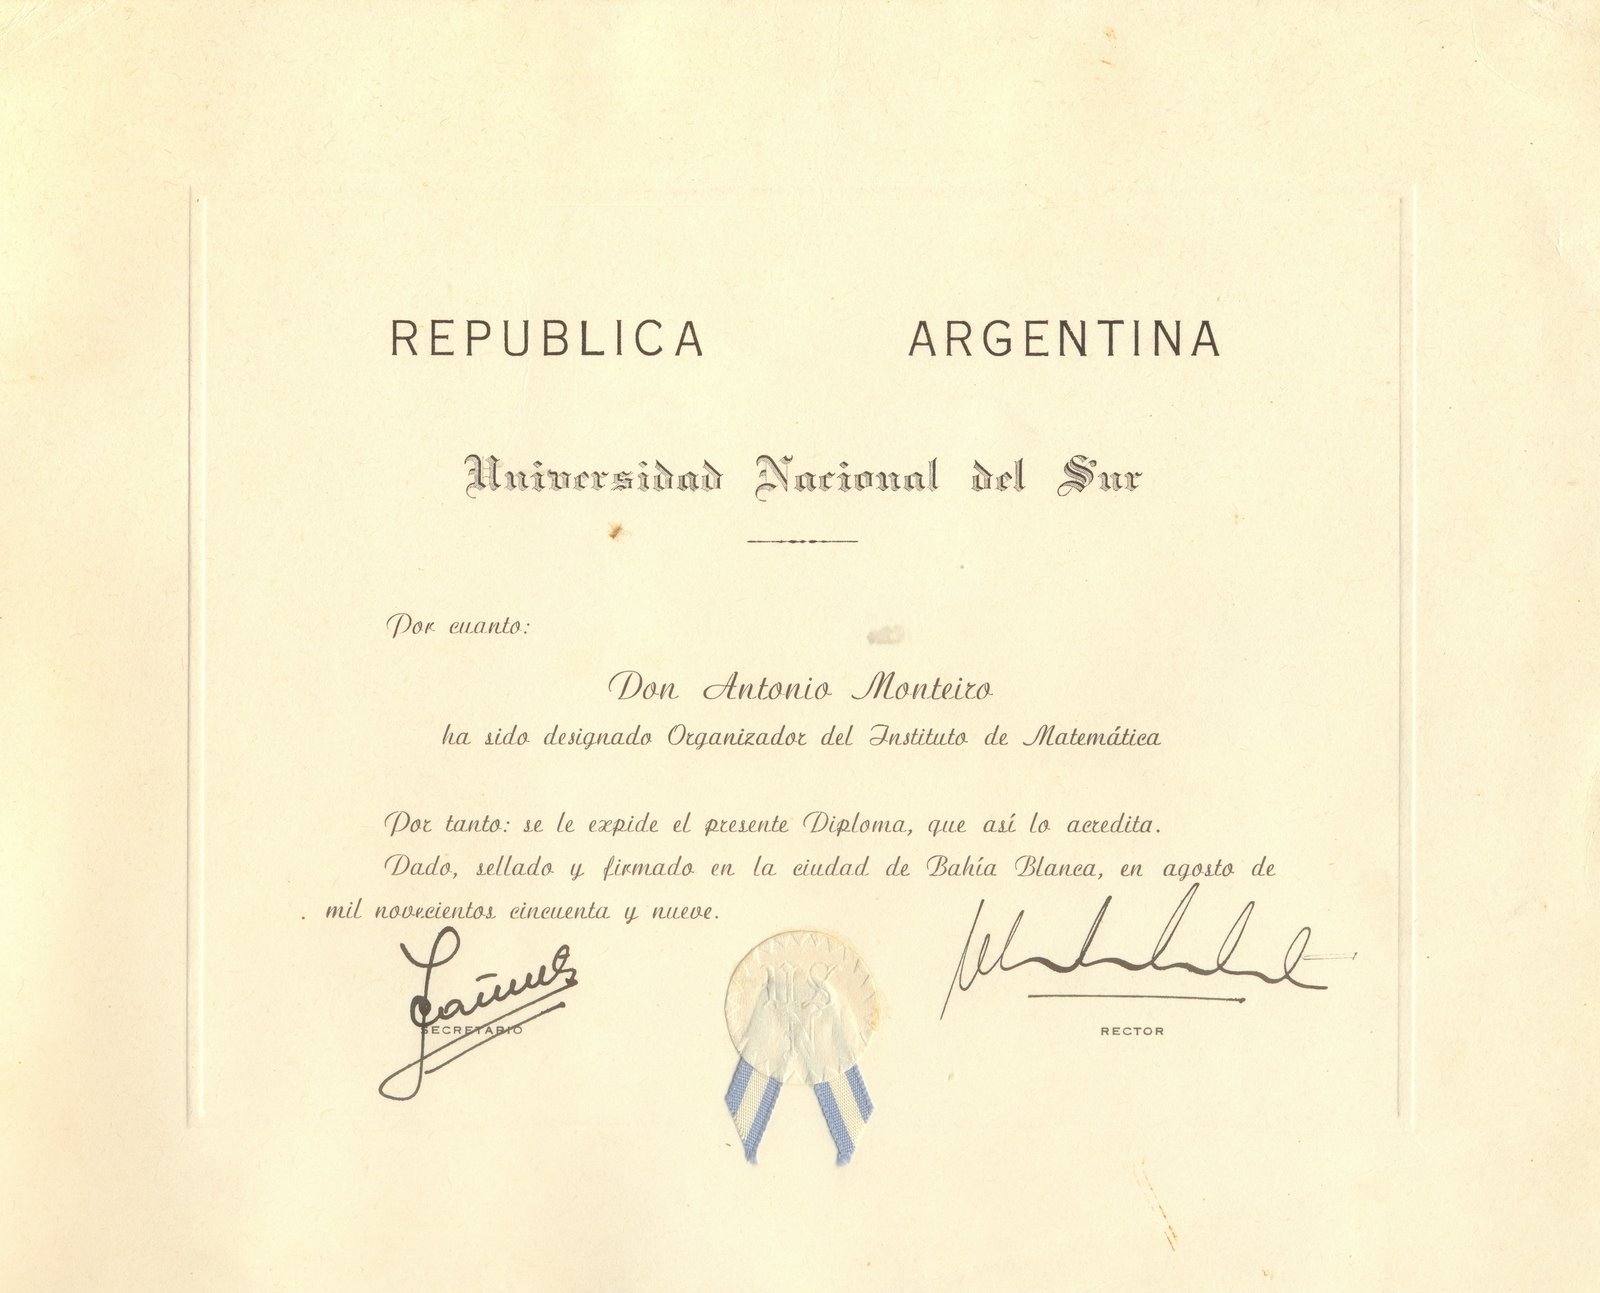 REPUBLICA ARGENTINA
Universidad Nacional del Sur
Por cuanto:
Don Antonio Monteiro
ha sido designado Organizador del Instituto de Matemática
Por tanto: se le expide el presente Diploma, que así lo acredita.
Dado, sellado y firmado en la ciudad de Bahía Blanca, en agosto de
mil novecientos cincuenta y nueve.
SECRETARIO
RECTOR